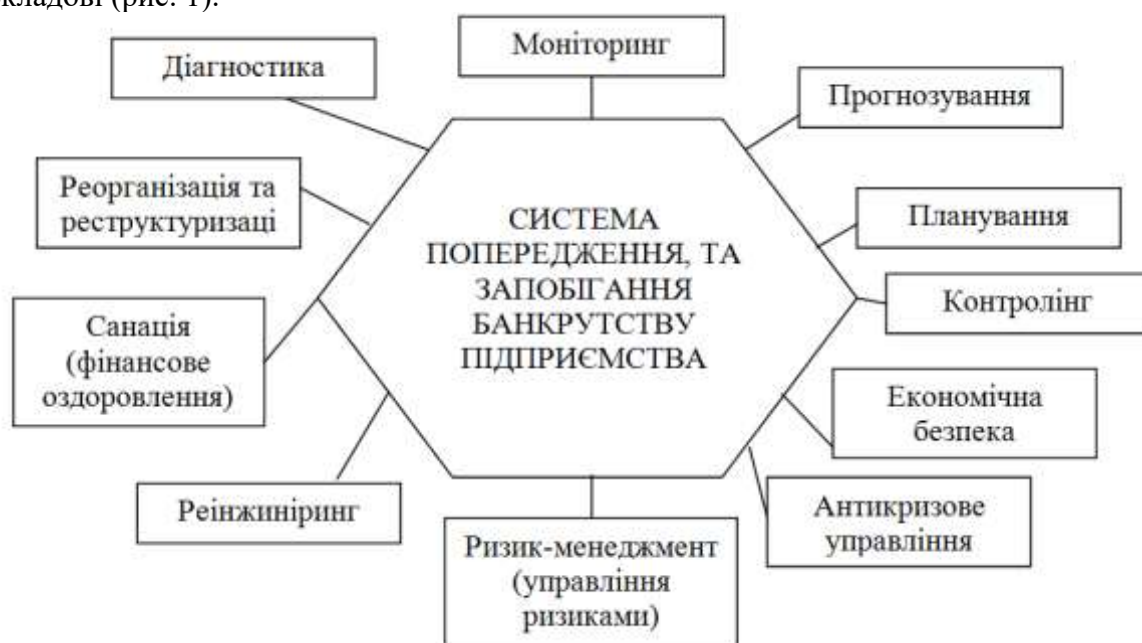 (рис. 1).
Моніторинг
Діагностика
Прогнозування
Реорганізація та
реструктуризаці
Планування
СИСТЕМА
ПОПЕРЕДЖЕННЯ, ТА
ЗАПОБІГАННЯ
БАНКРУТСТВУ
ПІДПРИЄМСТВА
Контролінг
Санація
(фінансове
оздоровлення)
Економічна
безпека
Реінжиніринг
Антикризове
управління
Ризик-менеджмент
(управління
ризиками)